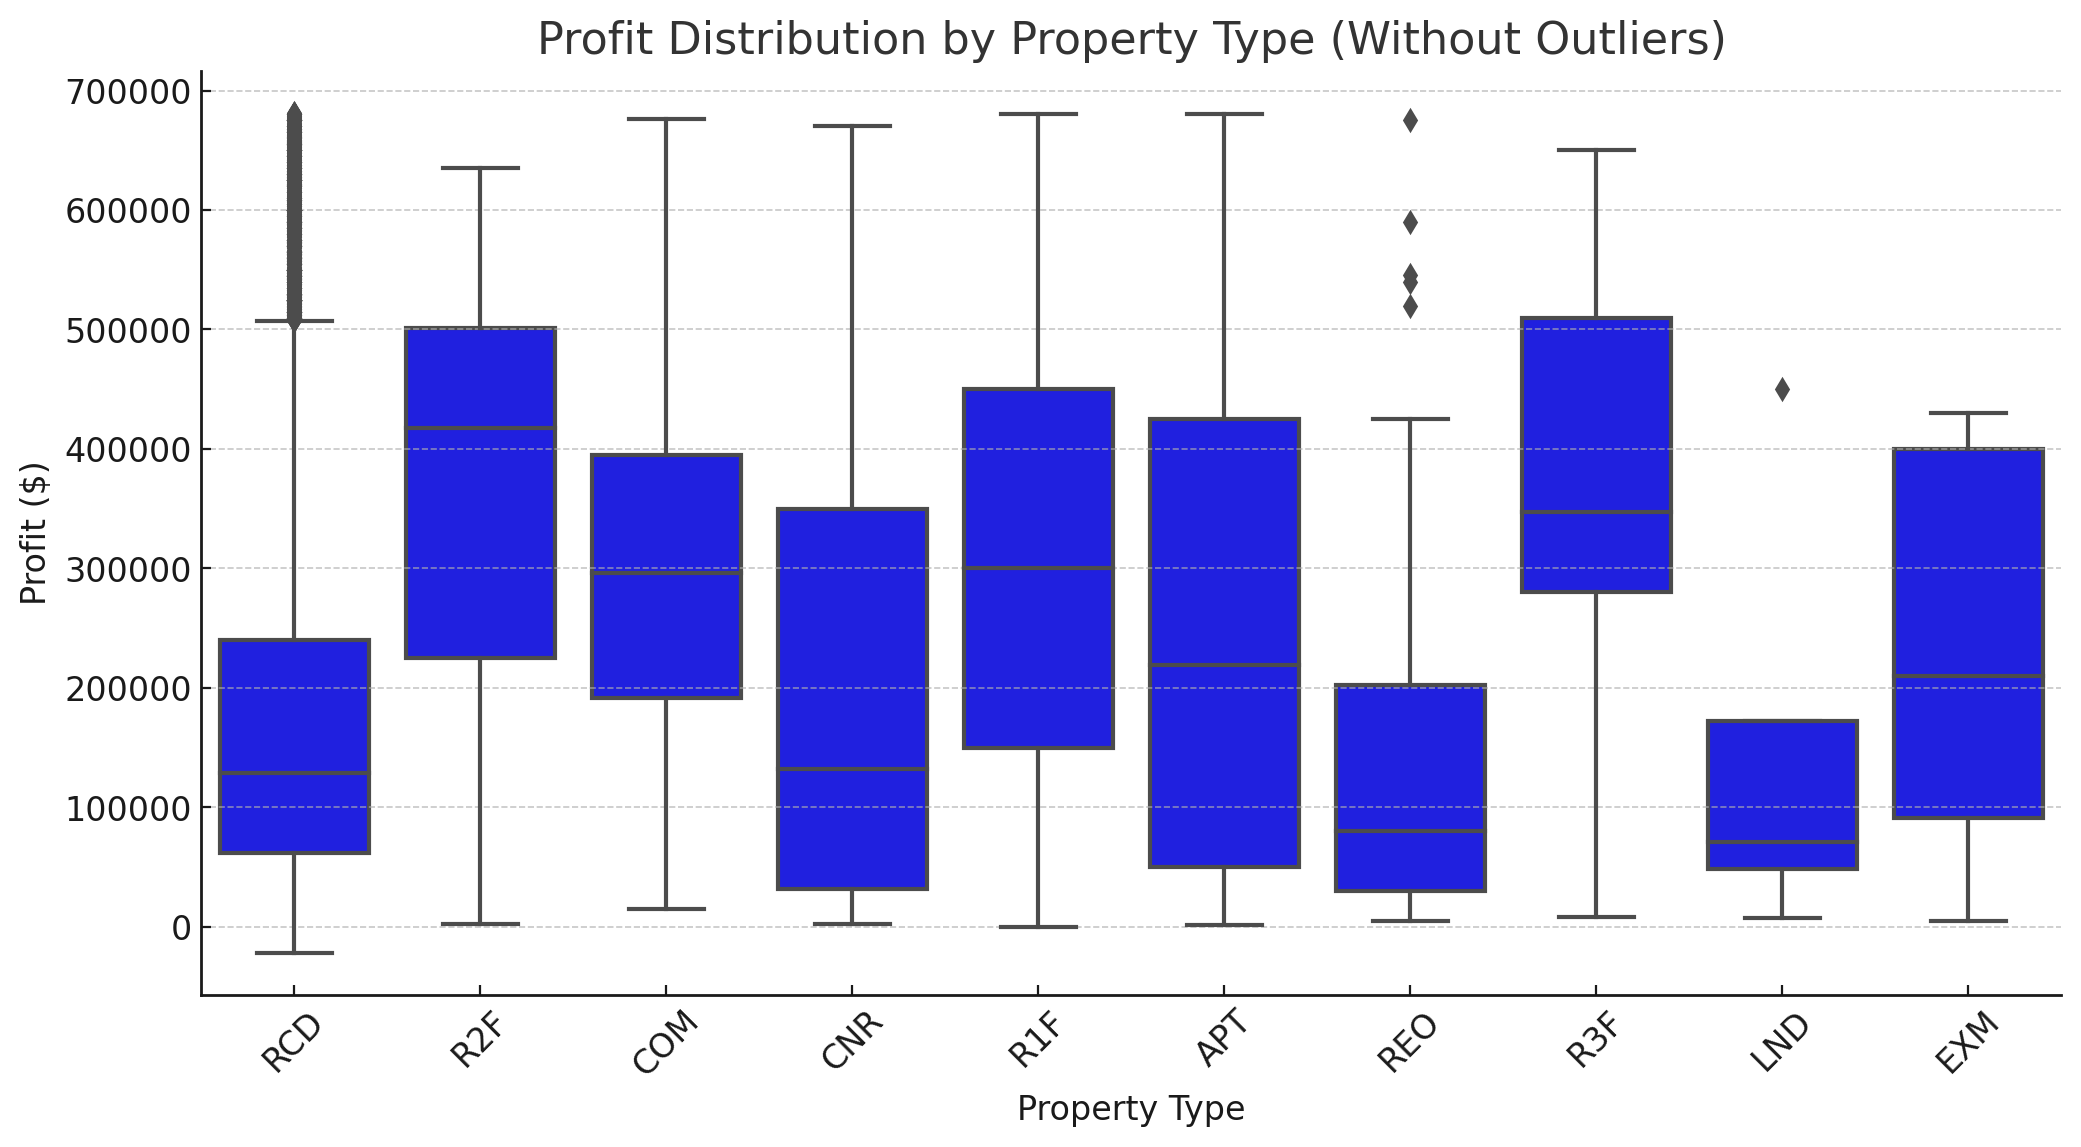 Profit Distribution by Property Type (Without Outliers)
700000
600000
500000
400000
300000
200000
100000
0
Profit ($)
RCD
R2F
COM
CNR
R1F
APT
REO
R3F
LND
EXM
Property Type